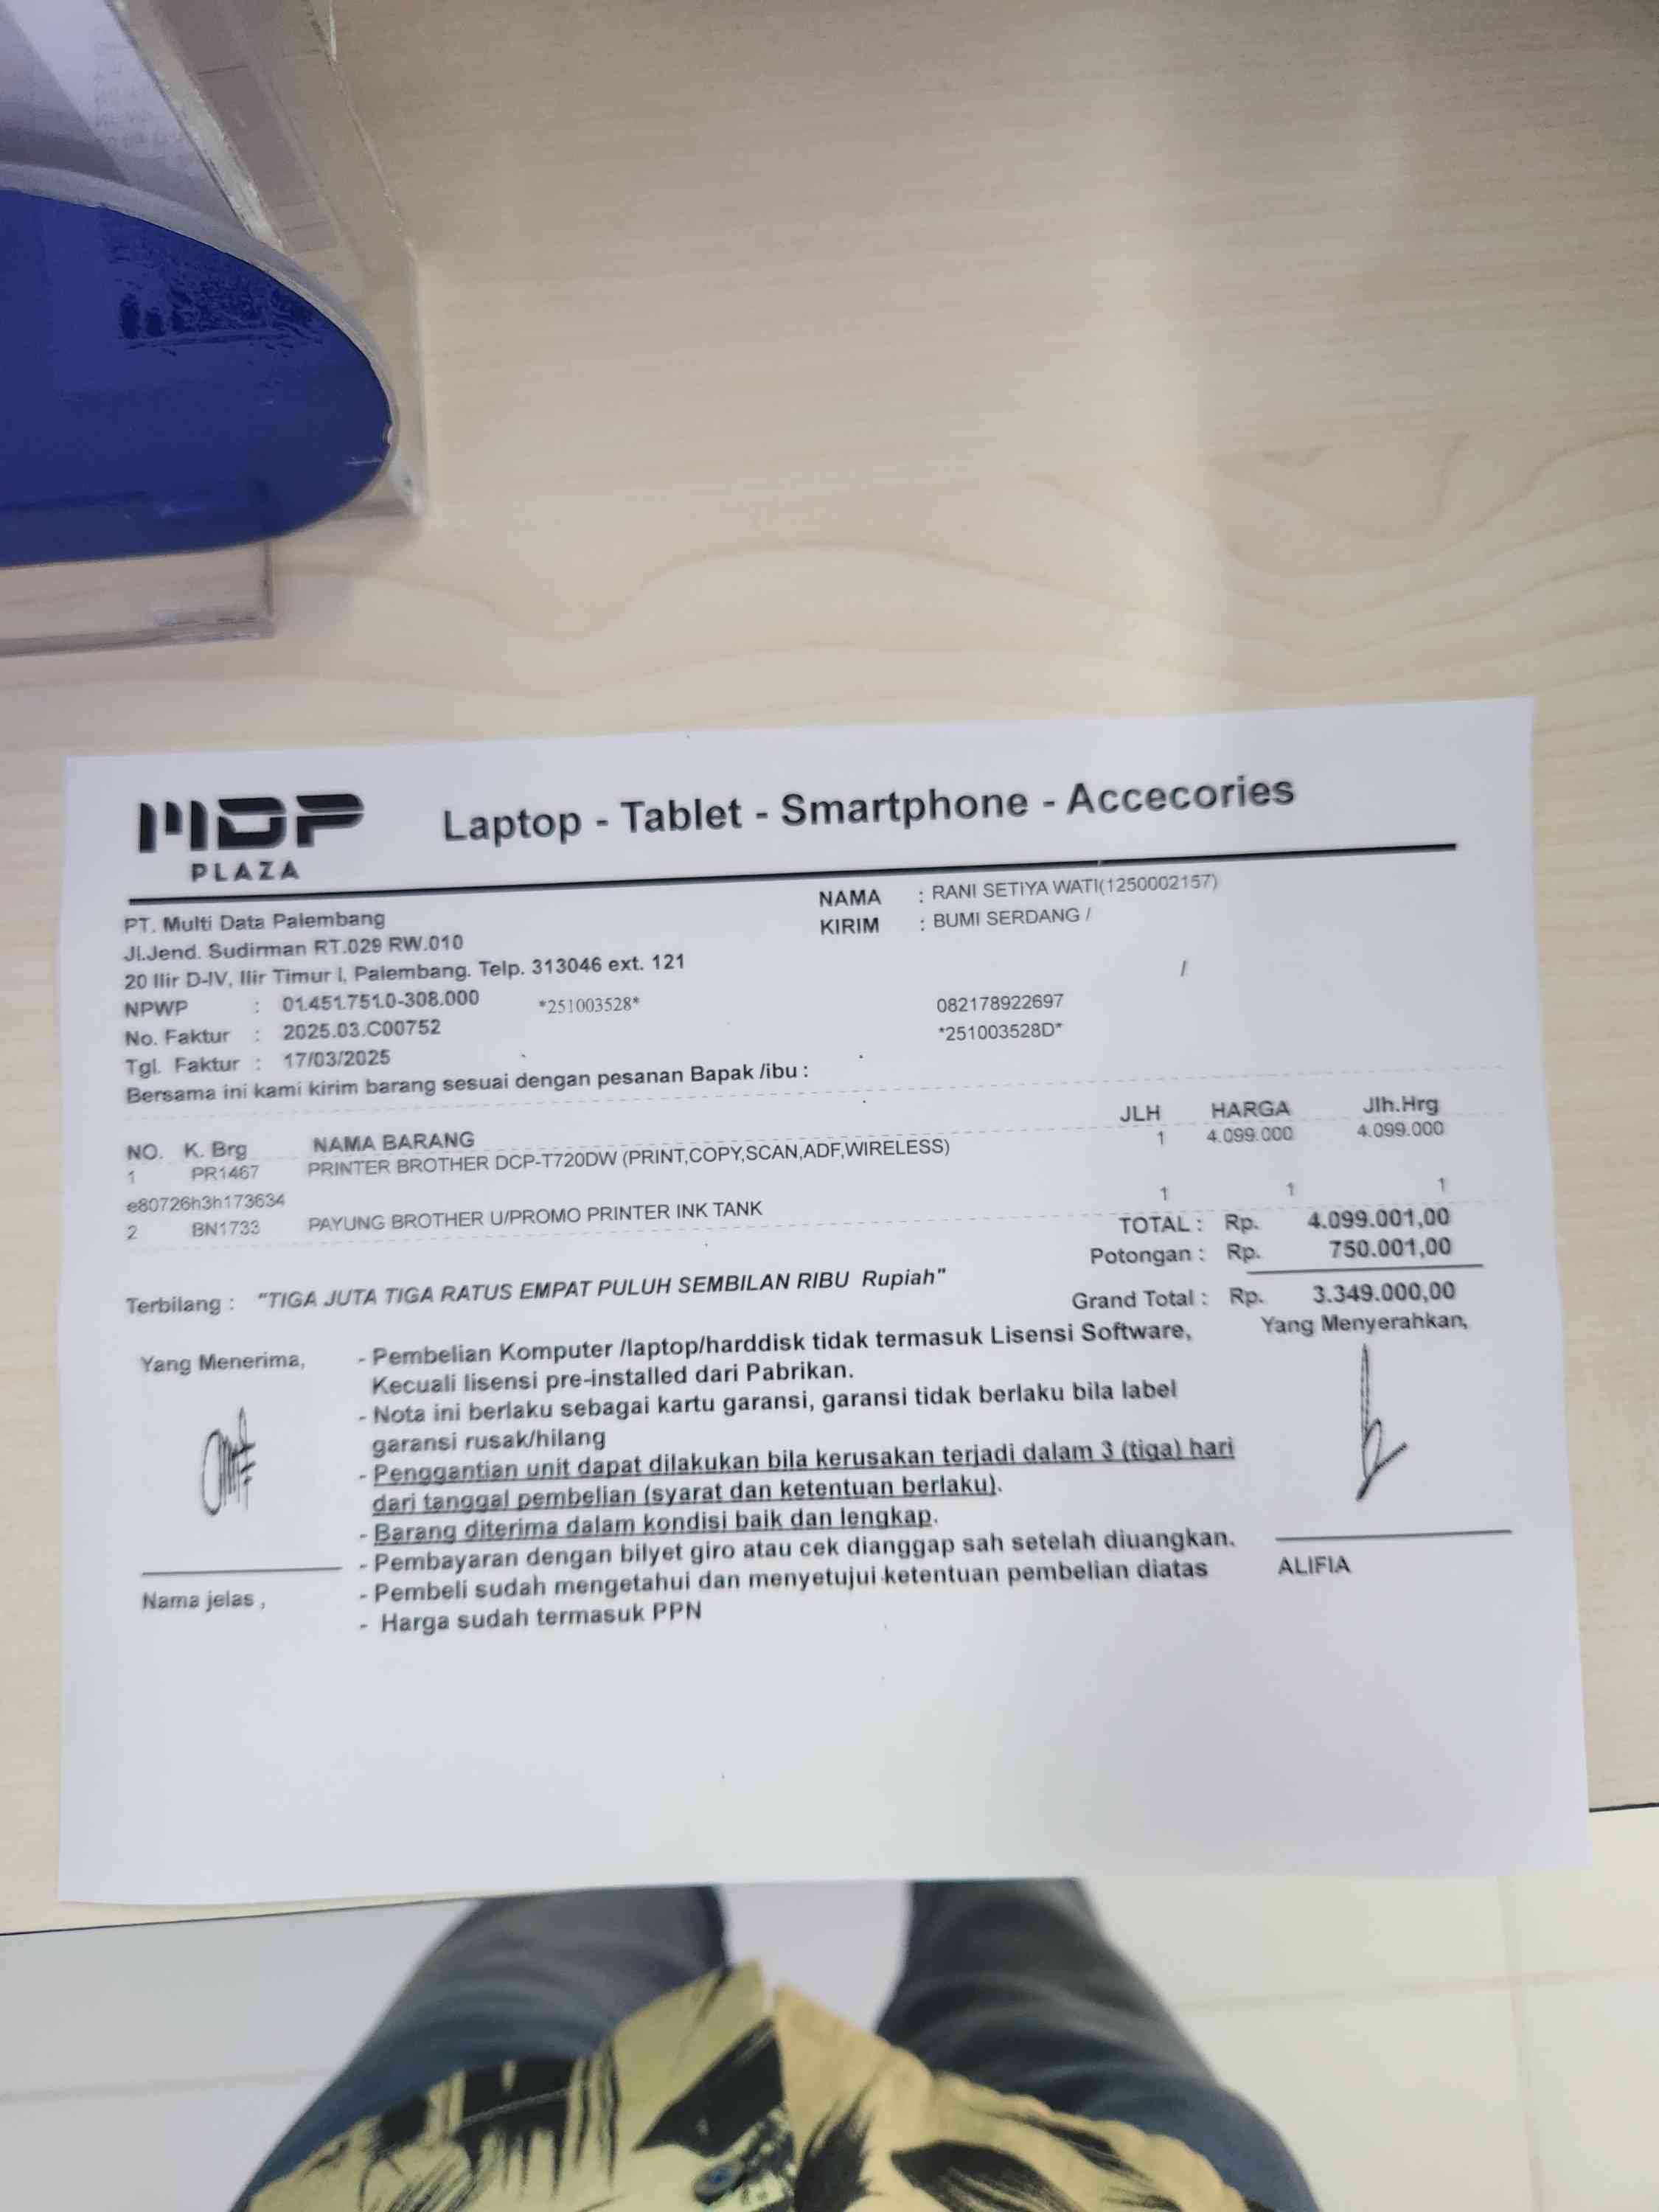 MDP
PLAZA
Laptop - Tablet - Smartphone - Accecories
PT. Multi Data Palembang
Jl.Jend. Sudirman RT.029 RW.010
20 Ilir D-IV, Ilir Timur I, Palembang. Telp. 313046 ext. 121
NPWP : 01.451.751.0-308.000 *251003528*
No. Faktur : 2025.03.C00752
Tgl. Faktur : 17/03/2025
NAMA : RANI SETIYA WATI(1250002157)
KIRIM : BUMI SERDANG /
/
082178922697
*251003528D*
Bersama ini kami kirim barang sesuai dengan pesanan Bapak /ibu :
NO. K. Brg NAMA BARANG JLH HARGA Jlh.Hrg
1 PR1467 PRINTER BROTHER DCP-T720DW (PRINT,COPY,SCAN,ADF,WIRELESS) 1 4.099.000 4.099.000
e80726h3h173634
2 BN1733 PAYUNG BROTHER U/PROMO PRINTER INK TANK 1 1 1
TOTAL : Rp. 4.099.001,00
Potongan : Rp. 750.001,00
Terbilang : "TIGA JUTA TIGA RATUS EMPAT PULUH SEMBILAN RIBU Rupiah"
Grand Total : Rp. 3.349.000,00
Yang Menerima,
Nama jelas ,
- Pembelian Komputer /laptop/harddisk tidak termasuk Lisensi Software,
Kecuali lisensi pre-installed dari Pabrikan.
- Nota ini berlaku sebagai kartu garansi, garansi tidak berlaku bila label
garansi rusak/hilang
- Penggantian unit dapat dilakukan bila kerusakan terjadi dalam 3 (tiga) hari
dari tanggal pembelian (syarat dan ketentuan berlaku).
- Barang diterima dalam kondisi baik dan lengkap.
- Pembayaran dengan bilyet giro atau cek dianggap sah setelah diuangkan.
- Pembeli sudah mengetahui dan menyetujui ketentuan pembelian diatas
- Harga sudah termasuk PPN
Yang Menyerahkan,
ALIFIA